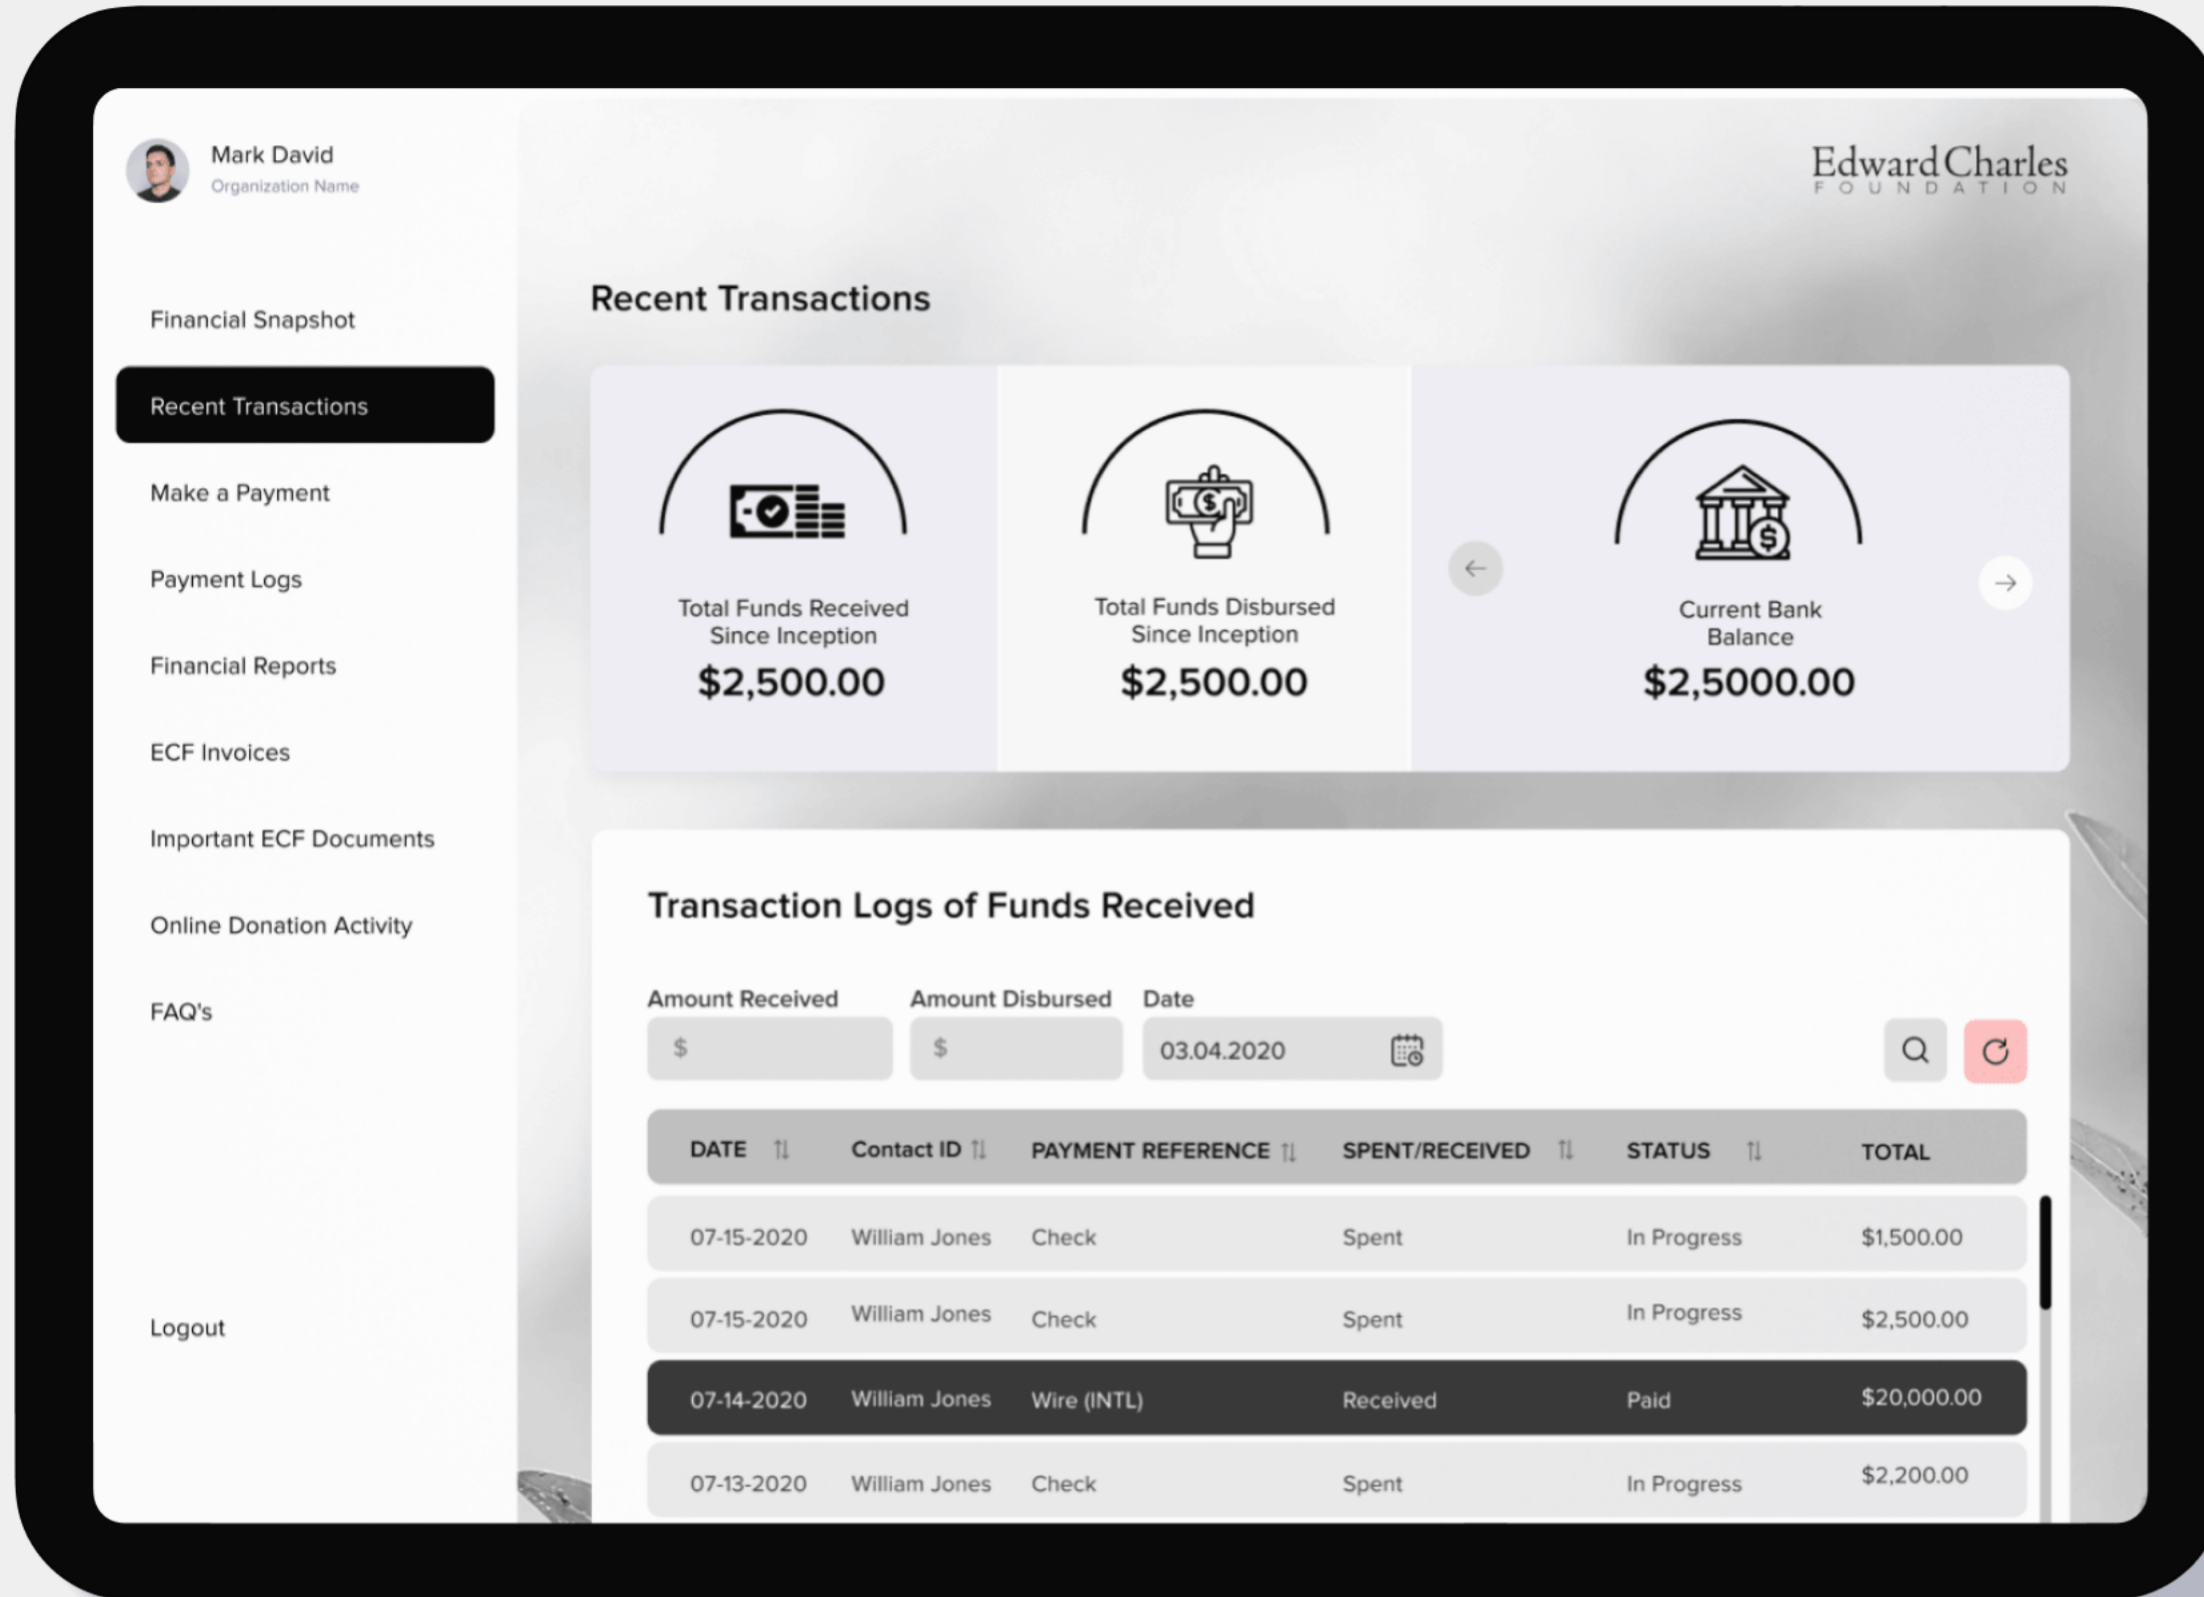 Mark David
Organization Name
Edward Charles
FOUNDATION
Financial Snapshot
Recent Transactions
Make a Payment
Payment Logs
Financial Reports
ECF Invoices
Important ECF Documents
Online Donation Activity
FAQ's
Logout
Recent Transactions
Total Funds Received
Since Inception
$2,500.00
Total Funds Disbursed
Since Inception
$2,500.00
Current Bank
Balance
$2,5000.00
Transaction Logs of Funds Received
Amount Received Amount Disbursed Date
$ $ 03.04.2020
DATE Contact ID PAYMENT REFERENCE SPENT/RECEIVED STATUS TOTAL
07-15-2020 William Jones Check Spent In Progress $1,500.00
07-15-2020 William Jones Check Spent In Progress $2,500.00
07-14-2020 William Jones Wire (INTL) Received Paid $20,000.00
07-13-2020 William Jones Check Spent In Progress $2,200.00